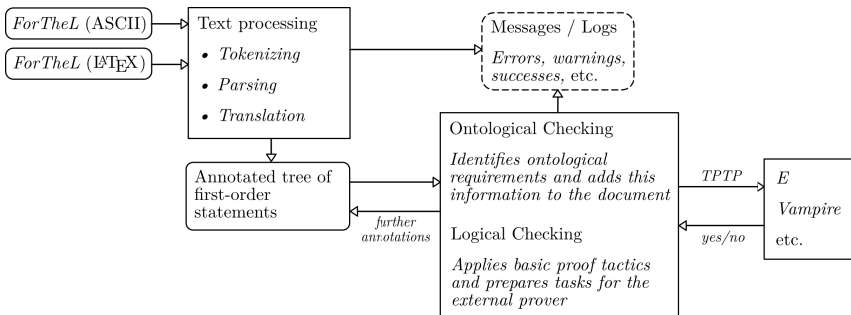 ForTheL (ASCII)
ForTheL (LATEX)
Text processing
• Tokenizing
• Parsing
• Translation
Messages / Logs
Errors, warnings,
successes, etc.
Annotated tree of
first-order
statements
further
annotations
Ontological Checking
Identifies ontological
requirements and adds this
information to the document
Logical Checking
Applies basic proof tactics
and prepares tasks for the
external prover
TPTP
yes/no
E
Vampire
etc.